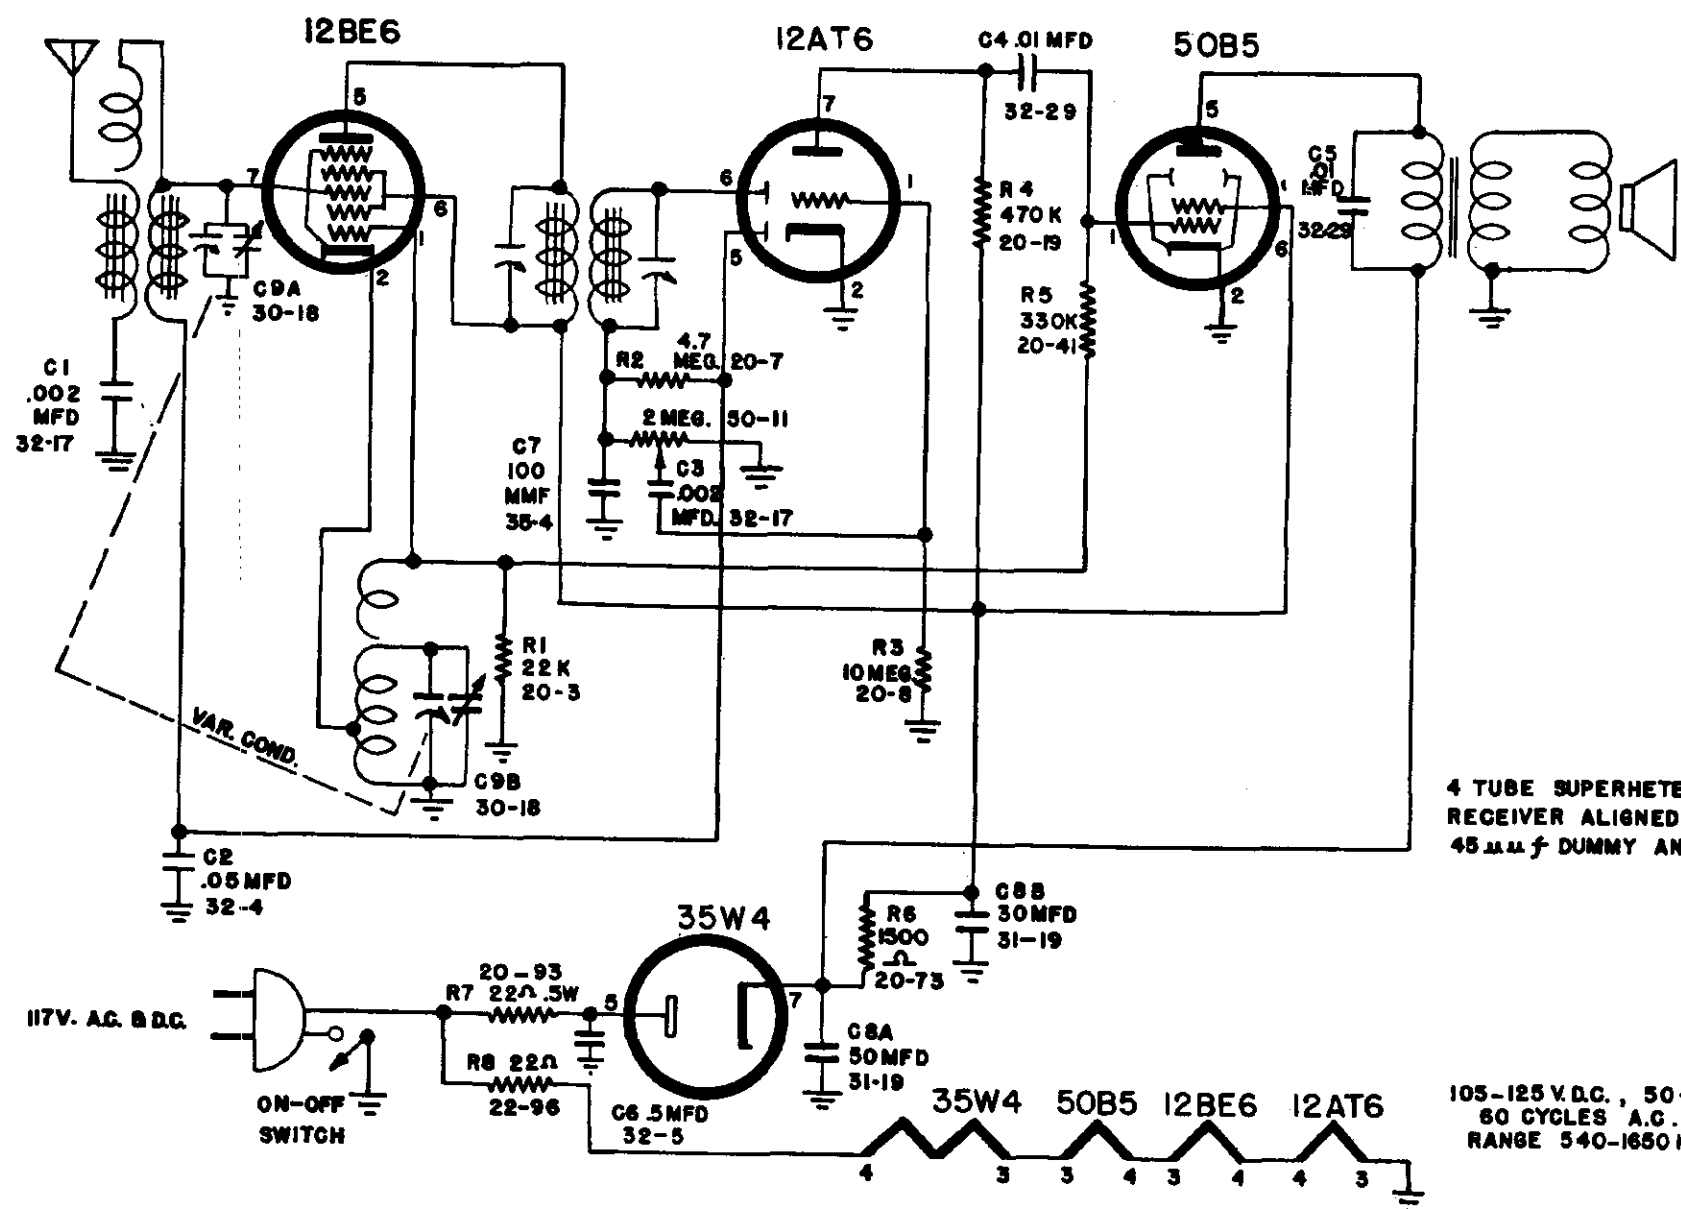 12BE6
12AT6
C4 .01 MFD
32-29
50B5
5
7
5
7
6
1
2
6
1
5
2
1
1
6
2
C9A
30-18
C1
.002
MFD
32-17
R4
470 K
20-19
R5
330K
20-41
C5
.01
MFD
32-29
4.7
R2 MEG. 20-7
2 MEG. 50-11
C7
100
MMF
35-4
C3
.002
MFD. 32-17
R1
22 K
20-3
R3
10 MEG.
20-8
VAR. COND.
C9B
30-18
4 TUBE SUPERHETE
RECEIVER ALIGNED
45 µµf DUMMY AN
C2
.05 MFD
32-4
35W4
R6
1500
Ω
20-73
C8B
30 MFD
31-19
117V. A.C. & D.C.
20-93
R7 22Ω .5W
5
7
R8 22Ω
22-96
C8A
50 MFD
31-19
ON-OFF
SWITCH
C6 .5 MFD
32-5
35W4 50B5 12BE6 12AT6
4 3 3 4 3 4 4 3
105-125 V. D.C., 50-
60 CYCLES A.C.
RANGE 540-1650